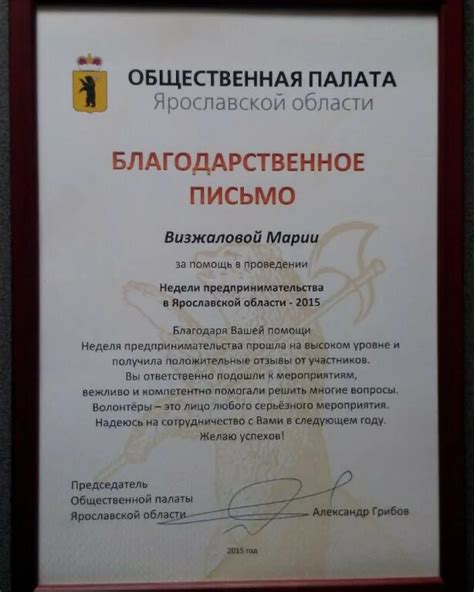 ОБЩЕСТВЕННАЯ ПАЛАТА
Ярославской области
БЛАГОДАРСТВЕННОЕ
ПИСЬМО
Визжаловой Марии
за помощь в проведении
Недели предпринимательства
в Ярославской области - 2015
Благодаря Вашей помощи
Неделя предпринимательства прошла на высоком уровне и
получила положительные отзывы от участников.
Вы ответственно подошли к мероприятиям,
вежливо и компетентно помогали решить многие вопросы.
Волонтёры – это лицо любого серьёзного мероприятия.
Надеюсь на сотрудничество с Вами в следующем году.
Желаю успехов!
Председатель
Общественной палаты
Ярославской области
Александр Грибов
2015 год